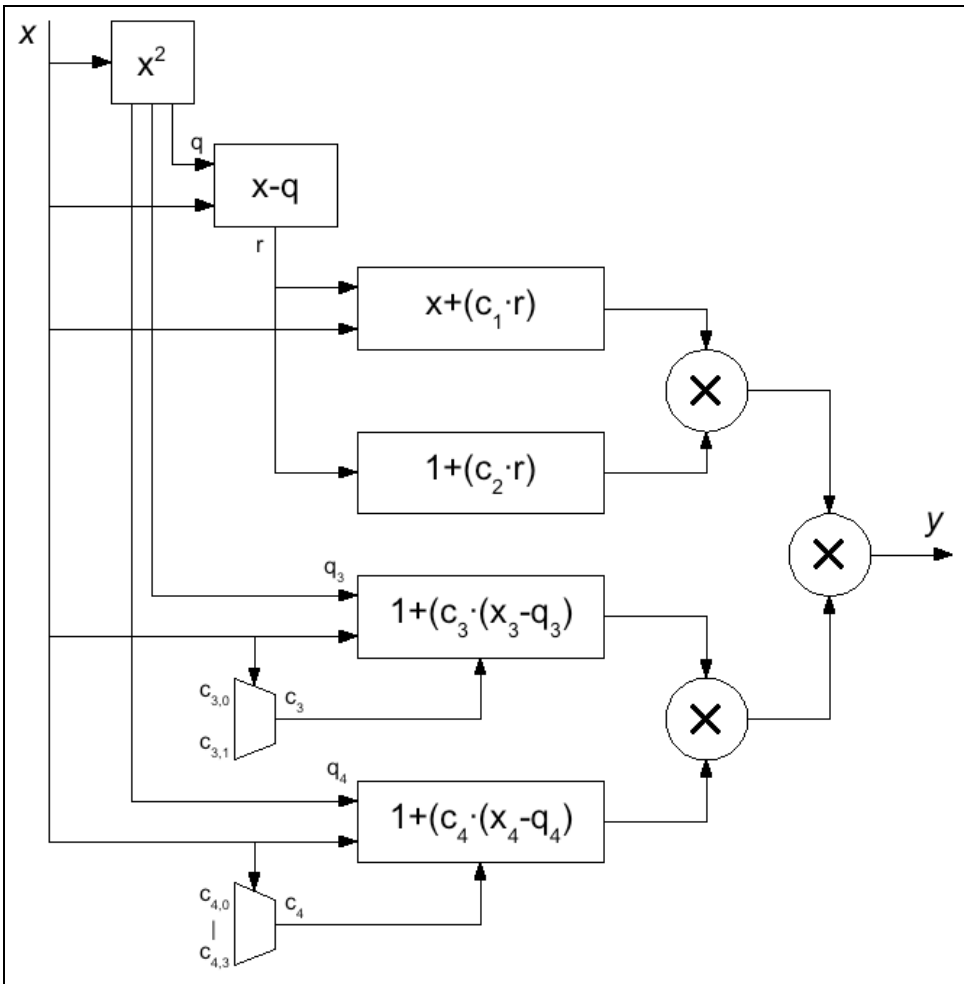 x
x²
q
x-q
r
x+(c₁·r)
1+(c₂·r)
y
q₃
1+(c₃·(x₃-q₃)
c₃,₀
c₃
c₃,₁
q₄
1+(c₄·(x₄-q₄)
c₄,₀
c₄
|
c₄,₃